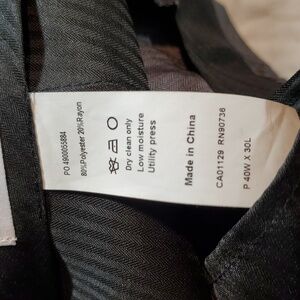 PO 4900055884
80%Polyester 20%Rayon
Dry clean only
Low moisture
Utility press
Made in China
CA01129 RN90736
P 40W X 30L